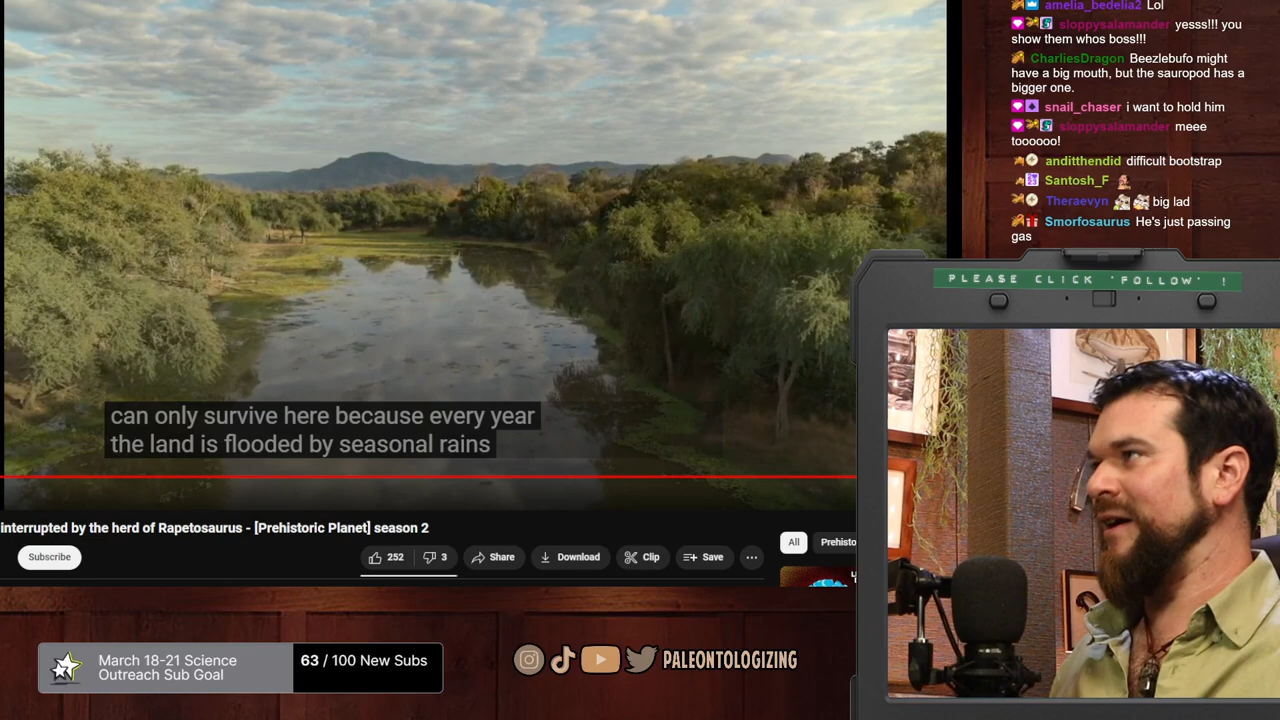 amelia_bedelia2 Lol
sloppysalamander yesss!!! you
show them whos boss!!!
CharliesDragon Beezlebufo might
have a big mouth, but the sauropod has a
bigger one.
snail_chaser i want to hold him
sloppysalamander meee
toooooo!
anditthendid difficult bootstrap
Santosh_F
Theraevyn big lad
Smorfosaurus He's just passing
gas
PLEASE CLICK 'FOLLOW' !
can only survive here because every year
the land is flooded by seasonal rains
interrupted by the herd of Rapetosaurus - [Prehistoric Planet] season 2
Subscribe
252
3
Share
Download
Clip
Save
...
All
Prehisto
March 18-21 Science
Outreach Sub Goal
63 / 100 New Subs
PALEONTOLOGIZING